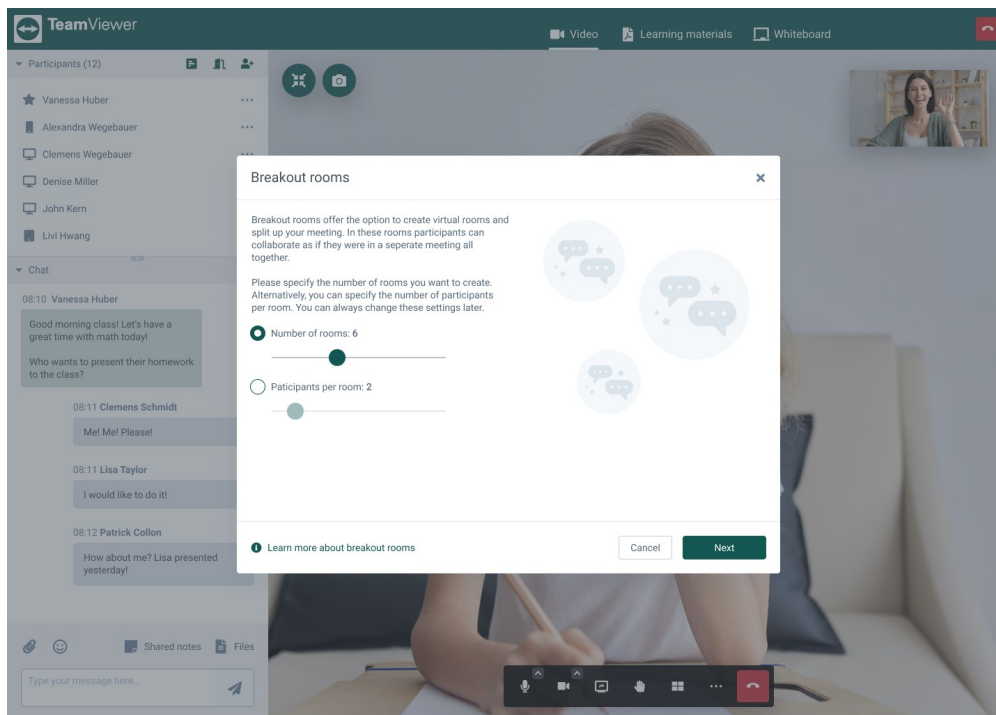 TeamViewer
Video
Learning materials
Whiteboard
Participants (12)
Vanessa Huber
Alexandra Wegebauer
Clemens Wegebauer
Denise Miller
John Kern
Livi Hwang
Chat
08:10 Vanessa Huber
Good morning class! Let's have a
great time with math today!
Who wants to present their homework
to the class?
08:11 Clemens Schmidt
Me! Me! Please!
08:11 Lisa Taylor
I would like to do it!
08:12 Patrick Collon
How about me? Lisa presented
yesterday!
Shared notes
Files
Type your message here...
Breakout rooms
Breakout rooms offer the option to create virtual rooms and
split up your meeting. In these rooms participants can
collaborate as if they were in a seperate meeting all
together.
Please specify the number of rooms you want to create.
Alternatively, you can specify the number of participants
per room. You can always change these settings later.
Number of rooms: 6
Paticipants per room: 2
Learn more about breakout rooms
Cancel
Next